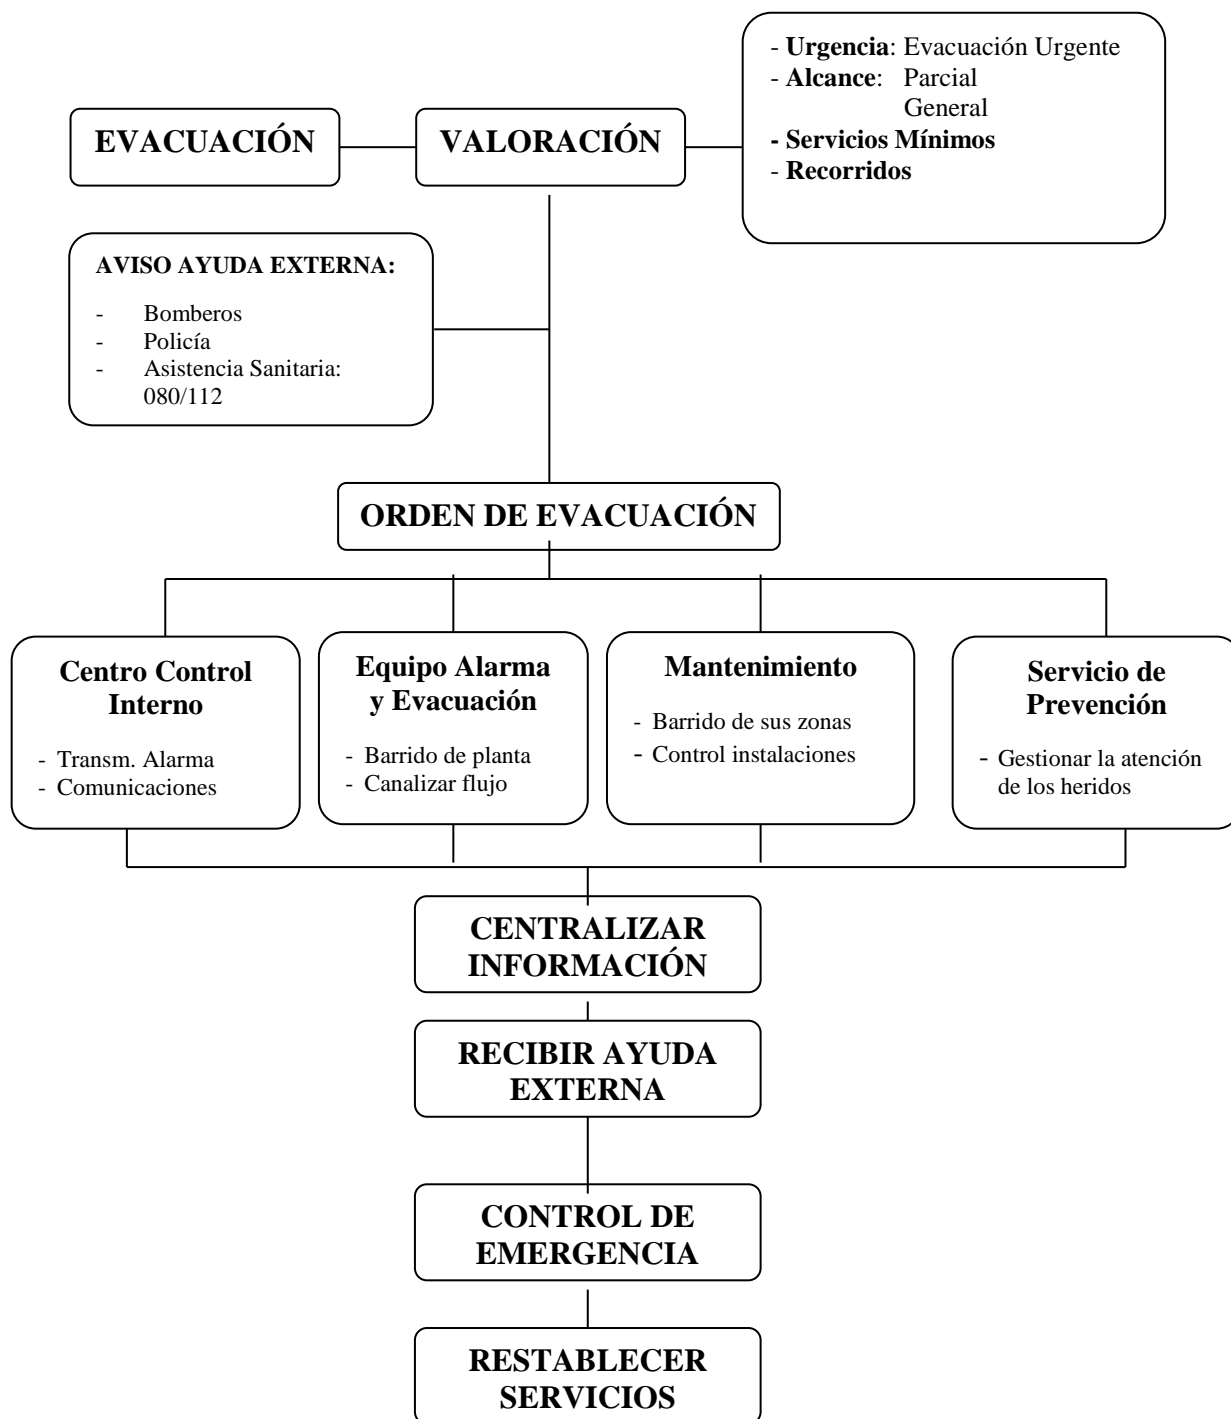 - Urgencia: Evacuación Urgente
- Alcance: Parcial
General
- Servicios Mínimos
- Recorridos
EVACUACIÓN
VALORACIÓN
AVISO AYUDA EXTERNA:
- Bomberos
- Policía
- Asistencia Sanitaria:
080/112
ORDEN DE EVACUACIÓN
Centro Control
Interno
- Transm. Alarma
- Comunicaciones
Equipo Alarma
y Evacuación
- Barrido de planta
- Canalizar flujo
Mantenimiento
- Barrido de sus zonas
- Control instalaciones
Servicio de
Prevención
- Gestionar la atención
de los heridos
CENTRALIZAR
INFORMACIÓN
RECIBIR AYUDA
EXTERNA
CONTROL DE
EMERGENCIA
RESTABLECER
SERVICIOS